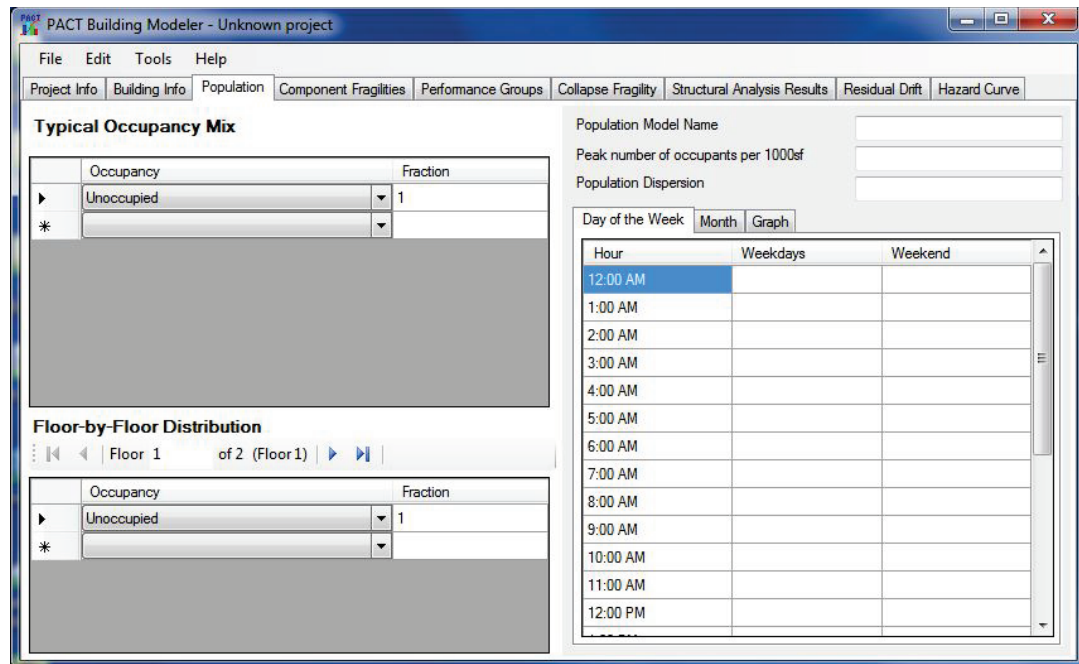 PACT PACT Building Modeler - Unknown project
File Edit Tools Help
Project Info Building Info Population Component Fragilities Performance Groups Collapse Fragility Structural Analysis Results Residual Drift Hazard Curve
Typical Occupancy Mix
Occupancy Fraction
Unoccupied 1
Floor-by-Floor Distribution
Floor 1 of 2 (Floor 1)
Occupancy Fraction
Unoccupied 1
Population Model Name
Peak number of occupants per 1000sf
Population Dispersion
Day of the Week Month Graph
Hour Weekdays Weekend
12:00 AM
1:00 AM
2:00 AM
3:00 AM
4:00 AM
5:00 AM
6:00 AM
7:00 AM
8:00 AM
9:00 AM
10:00 AM
11:00 AM
12:00 PM